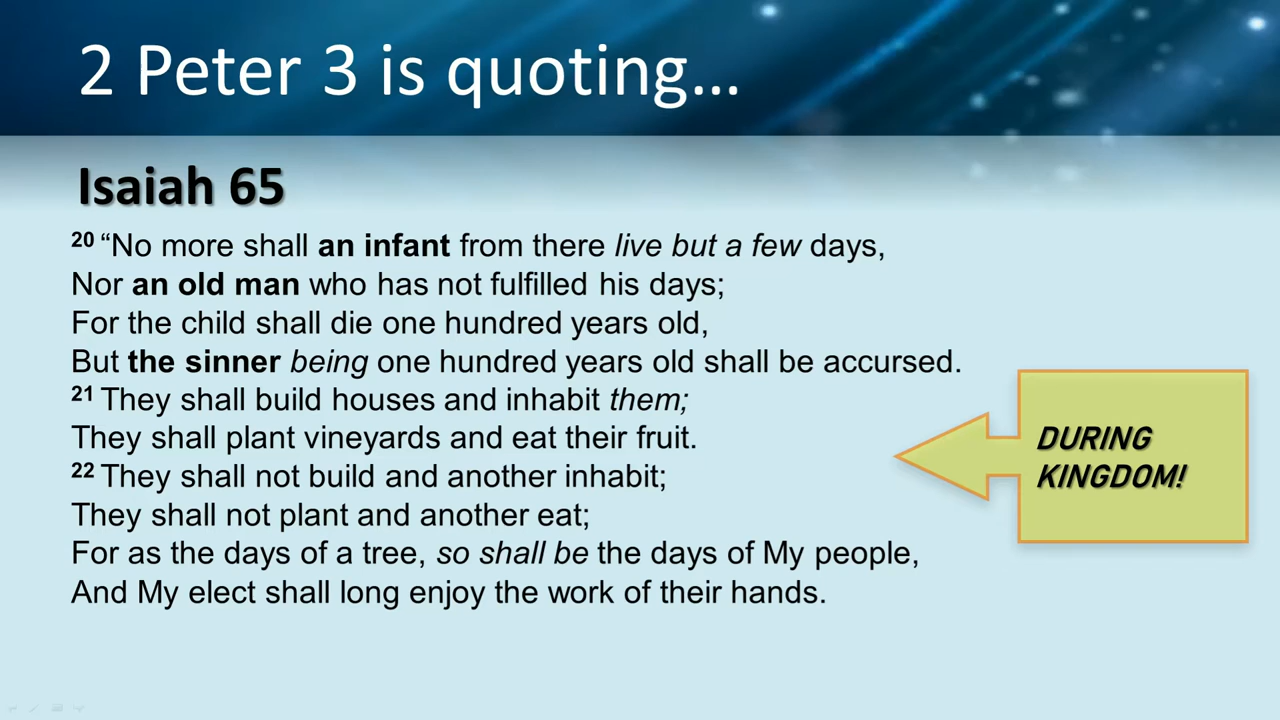 2 Peter 3 is quoting...
Isaiah 65
20 “No more shall an infant from there live but a few days,
Nor an old man who has not fulfilled his days;
For the child shall die one hundred years old,
But the sinner being one hundred years old shall be accursed.
21 They shall build houses and inhabit them;
They shall plant vineyards and eat their fruit.
22 They shall not build and another inhabit;
They shall not plant and another eat;
For as the days of a tree, so shall be the days of My people,
And My elect shall long enjoy the work of their hands.
DURING
KINGDOM!